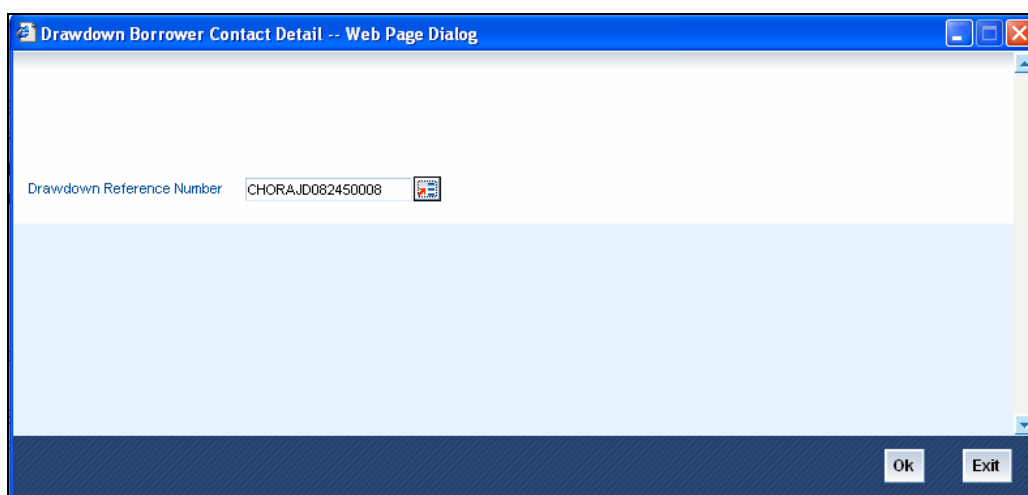 Drawdown Borrower Contact Detail -- Web Page Dialog
Drawdown Reference Number CHORAJD082450008
Ok Exit